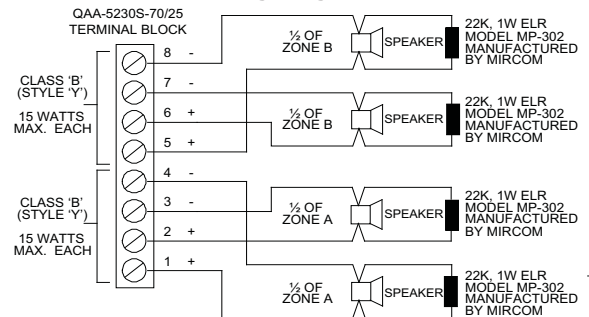 QAA-5230S-70/25
TERMINAL BLOCK
8 -
7 -
6 +
5 +
4 -
3 -
2 +
1 +
CLASS 'B'
(STYLE 'Y')
15 WATTS
MAX. EACH
CLASS 'B'
(STYLE 'Y')
15 WATTS
MAX. EACH
½ OF
ZONE B
SPEAKER
22K, 1W ELR
MODEL MP-302
MANUFACTURED
BY MIRCOM
½ OF
ZONE B
SPEAKER
22K, 1W ELR
MODEL MP-302
MANUFACTURED
BY MIRCOM
½ OF
ZONE A
SPEAKER
22K, 1W ELR
MODEL MP-302
MANUFACTURED
BY MIRCOM
½ OF
ZONE A
SPEAKER
22K, 1W ELR
MODEL MP-302
MANUFACTURED
BY MIRCOM